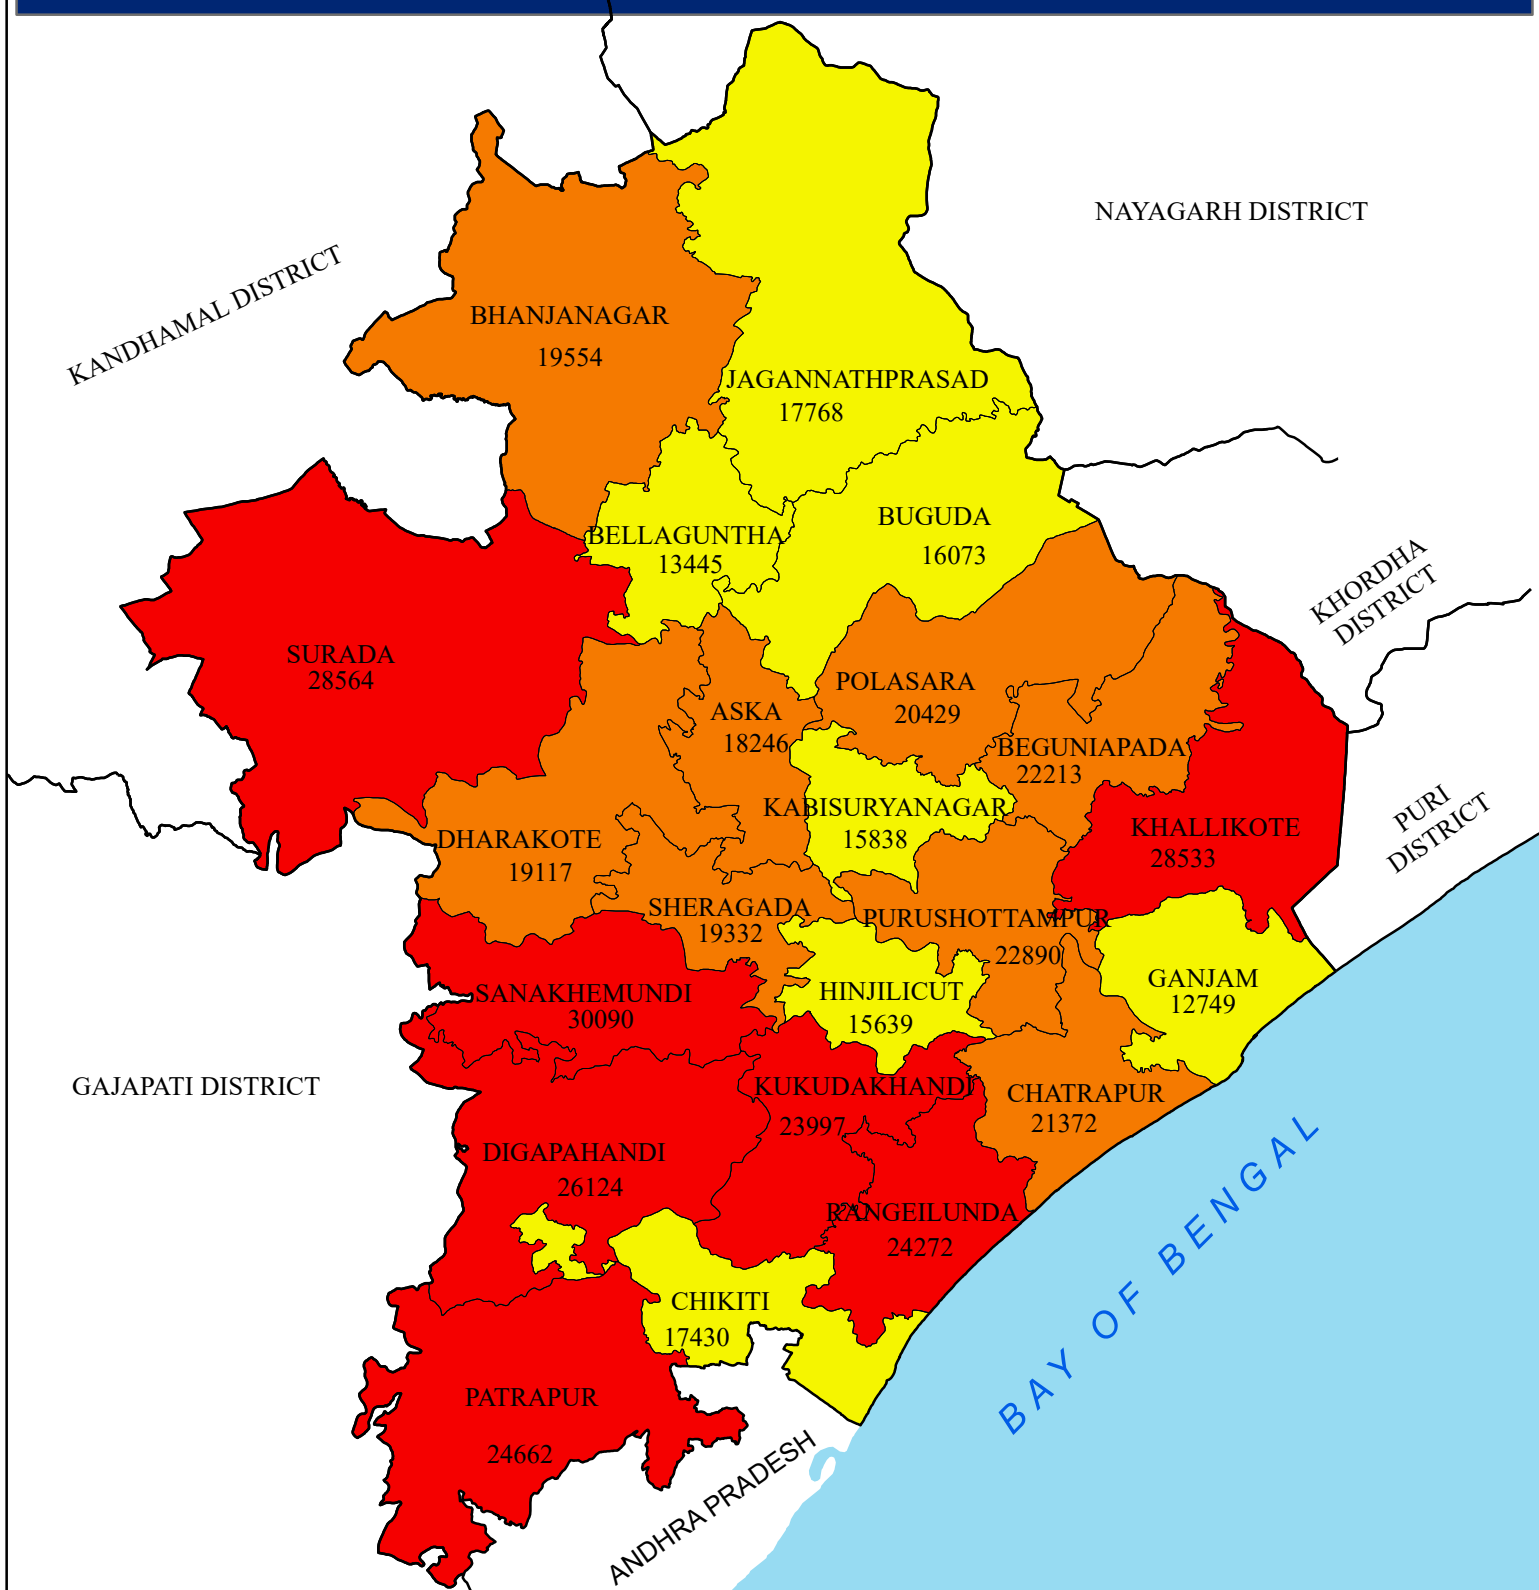 NAYAGARH DISTRICT
KANDHAMAL DISTRICT
BHANJANAGAR
19554
JAGANNATHPRASAD
17768
BUGUDA
16073
BELLAGUNTHA
13445
KHORDHA
DISTRICT
SURADA
28564
POLASARA
20429
ASKA
18246
BEGUNIAPADA
22213
KABISURYANAGAR
15838
KHALLIKOTE
28533
PURI
DISTRICT
DHARAKOTE
19117
SHERAGADA
19332
PURUSHOTTAMPUR
22890
GANJAM
12749
SANAKHEMUNDI
30090
HINJILICUT
15639
GAJAPATI DISTRICT
KUKUDAKHANDI
23997
CHATRAPUR
21372
DIGAPAHANDI
26124
RANGEILUNDA
24272
BAY OF BENGAL
CHIKITI
17430
PATRAPUR
24662
ANDHRA PRADESH